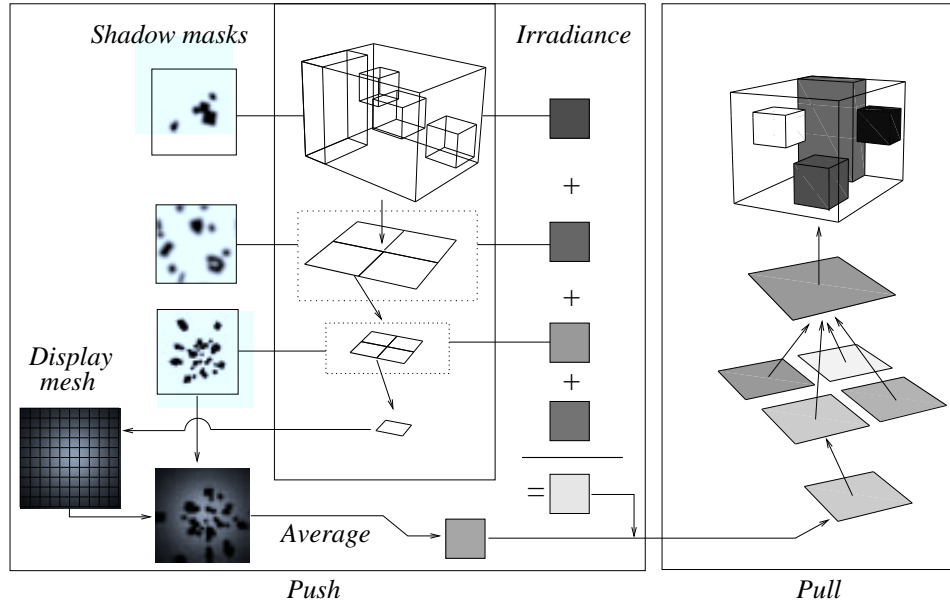 Shadow masks
Irradiance
+
+
Display
mesh
+
=
Average
Push
Pull